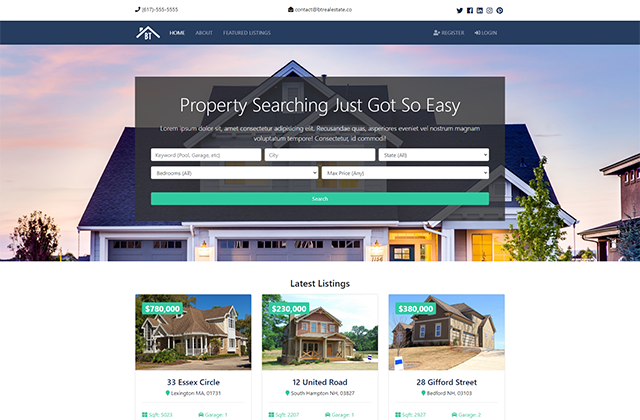 (617)-555-5555
contact@btrealestate.co
BT
HOME
ABOUT
FEATURED LISTINGS
REGISTER
LOGIN
Property Searching Just Got So Easy
Lorem ipsum dolor sit, amet consectetur adipisicing elit. Recusandae quas, asperiores eveniet vel nostrum magnam
voluptatum tempore! Consectetur, id commodi!
Keyword (Pool, Garage, etc)
City
State (All)
Bedrooms (All)
Max Price (Any)
Search
Latest Listings
$780,000
$230,000
$380,000
33 Essex Circle
12 United Road
28 Gifford Street
Lexington MA, 01731
South Hampton NH, 03827
Bedford NH, 03103
Sqft: 5023
Garage: 1
Sqft: 2207
Garage: 1
Sqft: 2927
Garage: 2